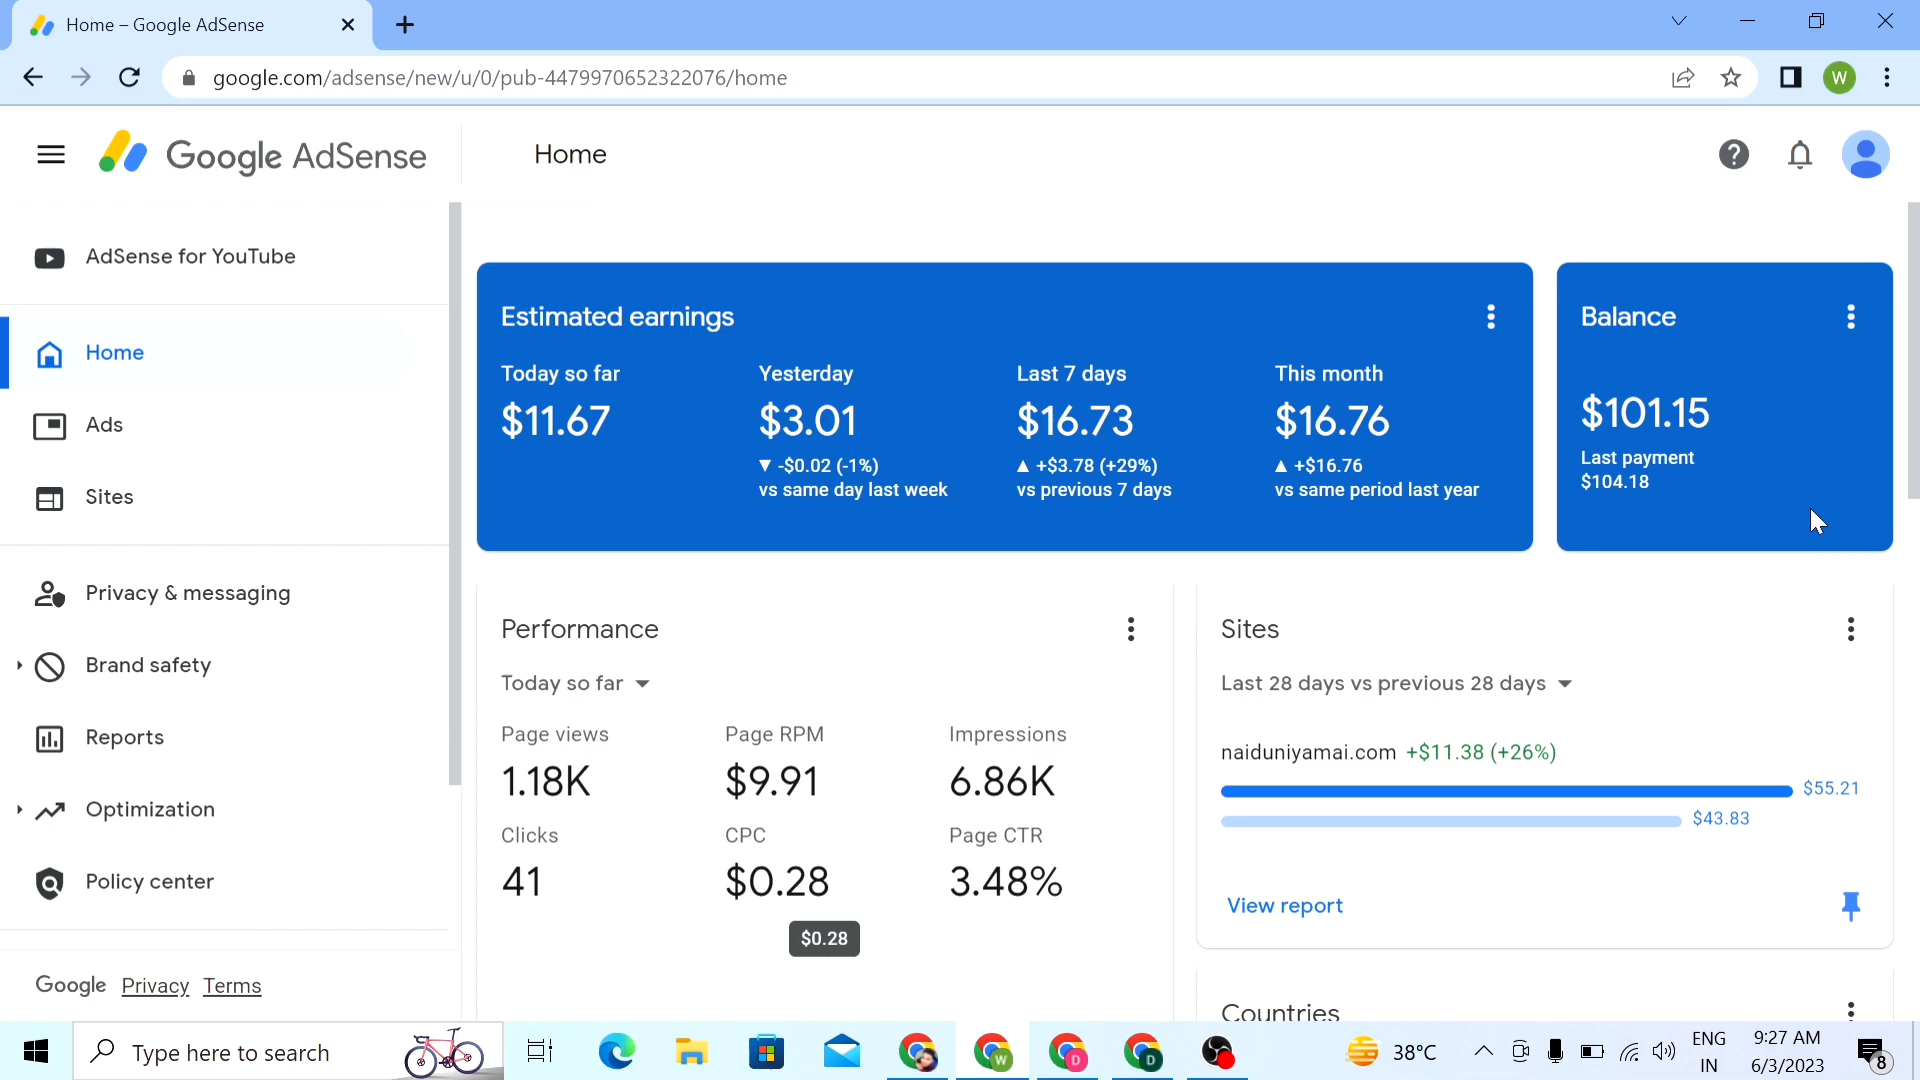 Home – Google AdSense
google.com/adsense/new/u/0/pub-4479970652322076/home
W
Google AdSense
Home
AdSense for YouTube
Home
Ads
Sites
Privacy & messaging
Brand safety
Reports
Optimization
Policy center
Google Privacy Terms
Estimated earnings
Today so far
$11.67
Yesterday
$3.01
▼ -$0.02 (-1%)
vs same day last week
Last 7 days
$16.73
▲ +$3.78 (+29%)
vs previous 7 days
This month
$16.76
▲ +$16.76
vs same period last year
Balance
$101.15
Last payment
$104.18
Performance
Today so far
Page views
1.18K
Page RPM
$9.91
Impressions
6.86K
Clicks
41
CPC
$0.28
Page CTR
3.48%
$0.28
Sites
Last 28 days vs previous 28 days
naiduniyamai.com +$11.38 (+26%)
$55.21
$43.83
View report
Countries
Type here to search
W
D
D
38°C
ENG
IN
9:27 AM
6/3/2023
8